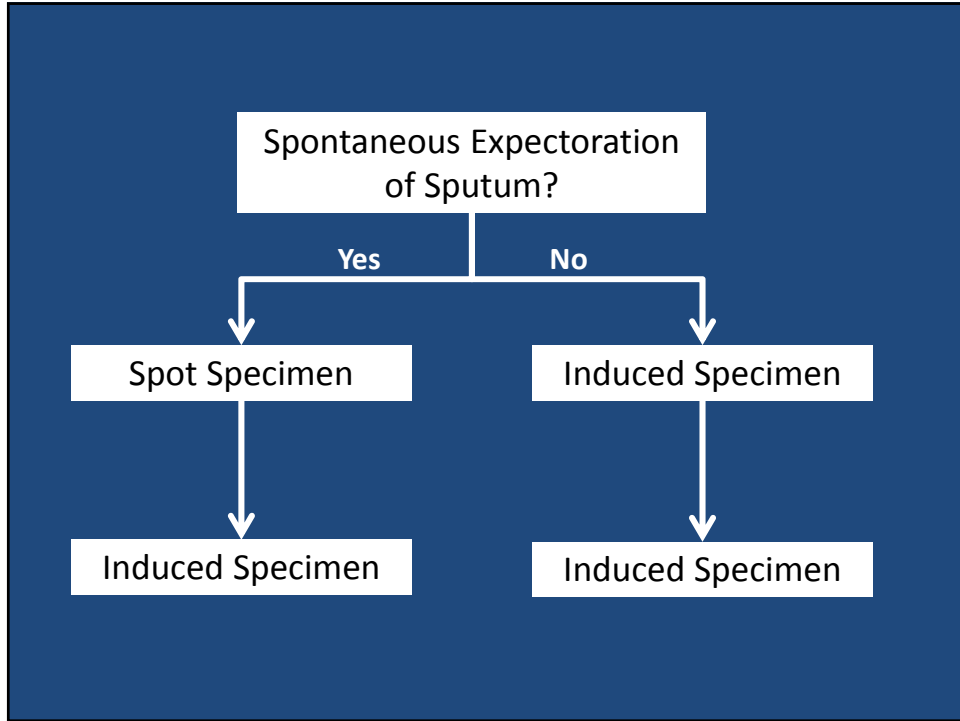 Spontaneous Expectoration
of Sputum?
Yes
No
Spot Specimen
Induced Specimen
Induced Specimen
Induced Specimen